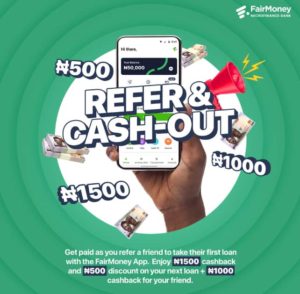 FairMoney
MICROFINANCE BANK
Hi there,
₦500
50,000
REFER &
CASH-OUT
₦1000
₦1500
Get paid as you refer a friend to take their first loan
with the FairMoney App. Enjoy ₦1500 cashback
and ₦500 discount on your next loan + ₦1000
cashback for your friend.